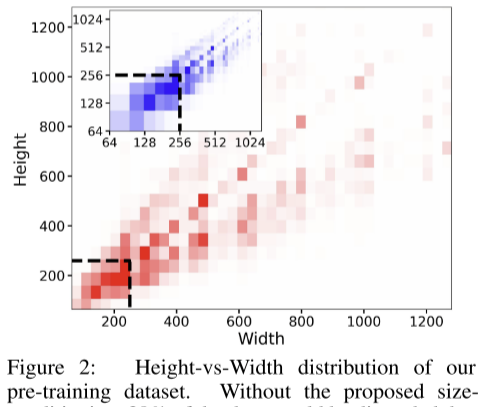 1200
1000
800
600
400
200
Height
1024
512
256
128
64
64 128 256 512 1024
200 400 600 800 1000 1200
Width
Figure 2: Height-vs-Width distribution of our
pre-training dataset. Without the proposed size-